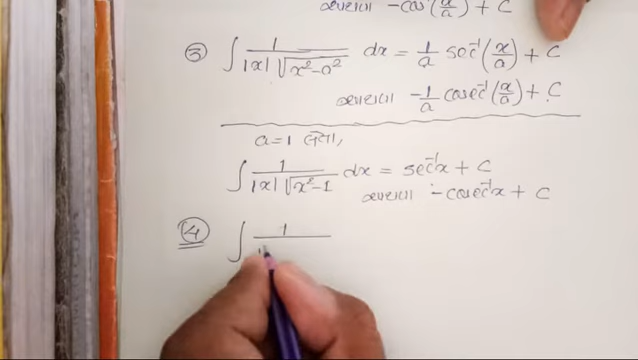 અથવા -cos⁻¹(x/a) + C
③ ∫ 1/(|x|√(x²-a²)) dx = 1/a sec⁻¹(x/a) + C
અથવા -1/a cosec⁻¹(x/a) + C
a=1 લેતા,
∫ 1/(|x|√(x²-1)) dx = sec⁻¹x + C
અથવા -cosec⁻¹x + C
④ ∫ 1